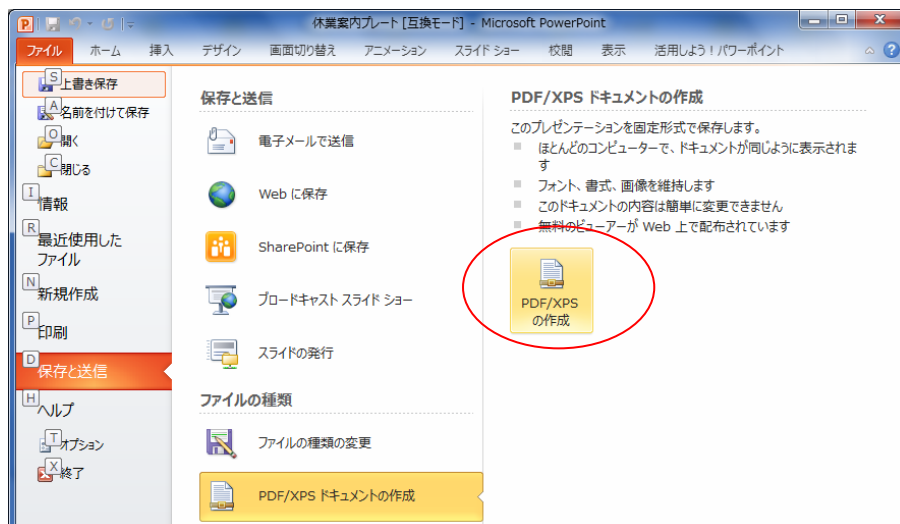 休業案内プレート [互換モード] - Microsoft PowerPoint
ファイル ホーム 挿入 デザイン 画面切り替え アニメーション スライド ショー 校閲 表示 活用しよう！パワーポイント
S 上書き保存
A 名前を付けて保存
O 開く
C 閉じる
I 情報
R 最近使用した
ファイル
N 新規作成
P 印刷
D 保存と送信
H ヘルプ
T オプション
X 終了
保存と送信
電子メールで送信
Web に保存
SharePoint に保存
ブロードキャスト スライド ショー
スライドの発行
ファイルの種類
ファイルの種類の変更
PDF/XPS ドキュメントの作成
PDF/XPS ドキュメントの作成
このプレゼンテーションを固定形式で保存します。
ほとんどのコンピューターで、ドキュメントが同じように表示されま
す
フォント、書式、画像を維持します
このドキュメントの内容は簡単に変更できません
無料のビューアーが Web 上で配布されています
PDF/XPS
の作成